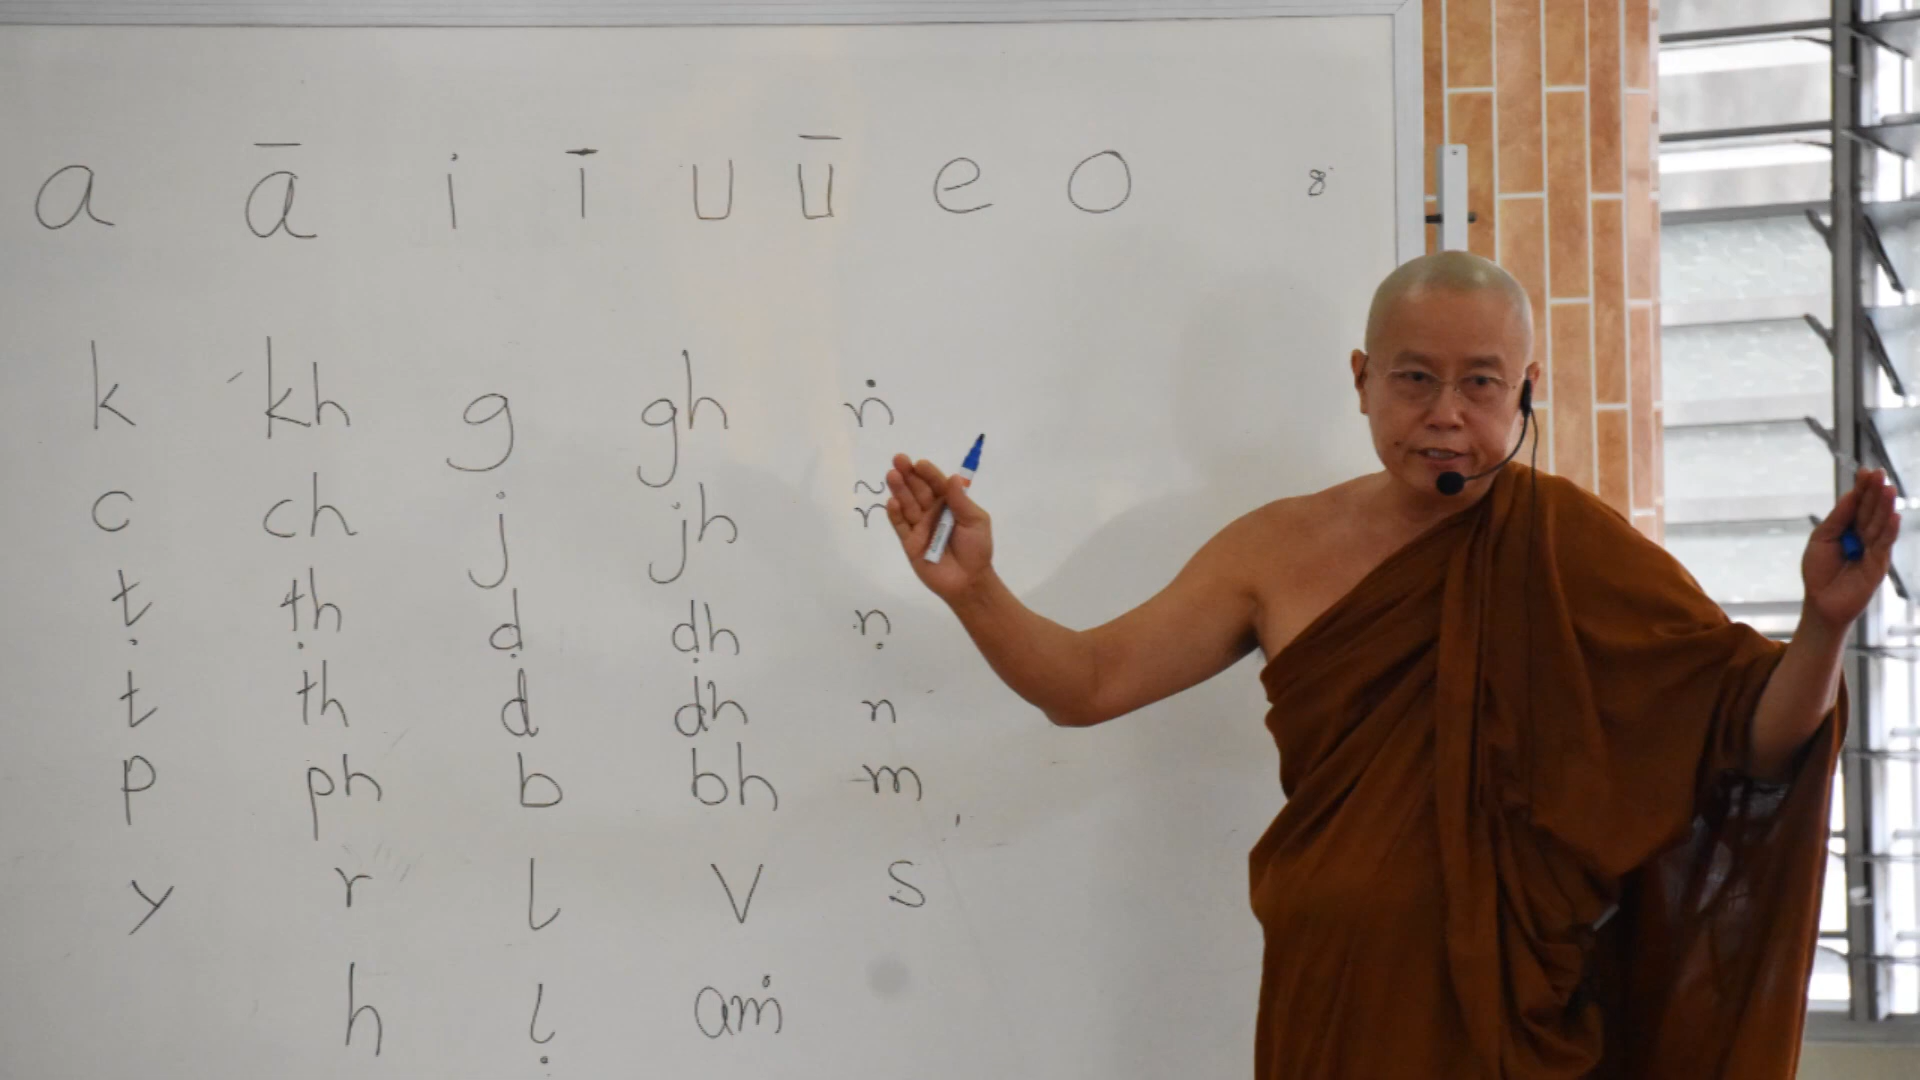 a ā i ī u ū e o 8
k kh g gh ṅ
c ch j jh ñ
ṭ ṭh ḍ ḍh ṇ
t th d dh n
p ph b bh m
y r l v s
h ḷ aṁ